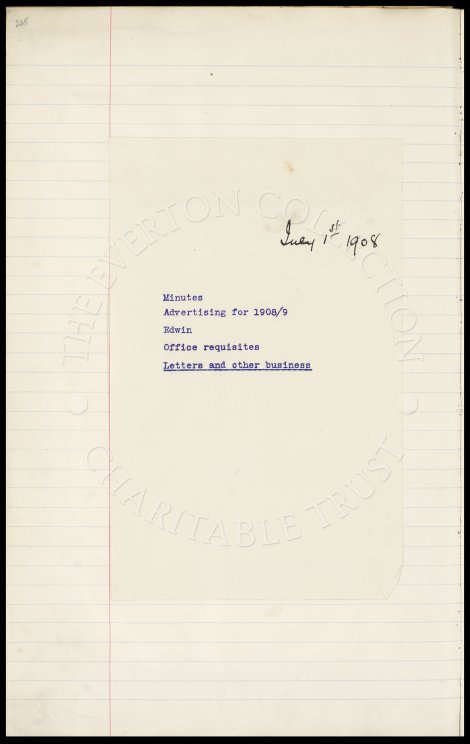 235
July 1st 1908
Minutes
Advertising for 1908/9
Edwin
Office requisites
Letters and other business
THE EVERTON COLLECTION
CHARITABLE TRUST